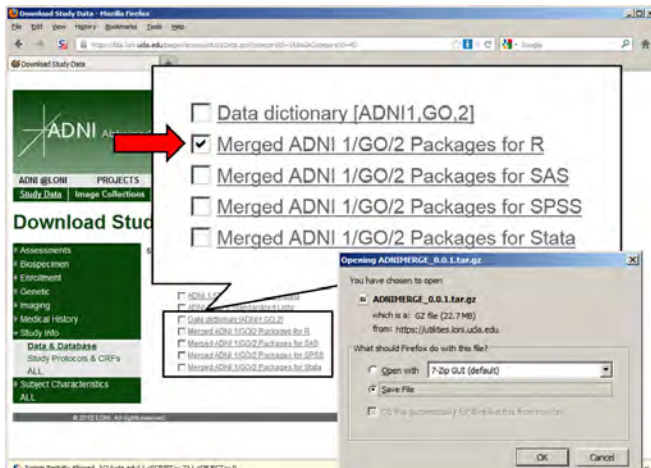 Download Study Data - Mozilla Firefox
File Edit View History Bookmarks Tools Help
Google
Download Study Data
ADNI
ADNI @LONI PROJECTS
Study Data Image Collections
Download Stud
Assessments
Biospecimen
Enrollment
Genetic
Imaging
Medical History
Study Info
Data & Database
Study Protocols & CRFs
ALL
Subject Characteristics
ALL
Data dictionary [ADNI1,GO,2]
Merged ADNI 1/GO/2 Packages for R
Merged ADNI 1/GO/2 Packages for SAS
Merged ADNI 1/GO/2 Packages for SPSS
Merged ADNI 1/GO/2 Packages for Stata
Data dictionary [ADNI1,GO,2]
Merged ADNI 1/GO/2 Packages for R
Merged ADNI 1/GO/2 Packages for SAS
Merged ADNI 1/GO/2 Packages for SPSS
Merged ADNI 1/GO/2 Packages for Stata
Opening ADNIMERGE_0.0.1.tar.gz
You have chosen to open:
ADNIMERGE_0.0.1.tar.gz
which is a: GZ file (22.7 MB)
from: https://utilities.loni.ucla.edu
What should Firefox do with this file?
Open with 7-Zip GUI (default)
Save File
OK Cancel